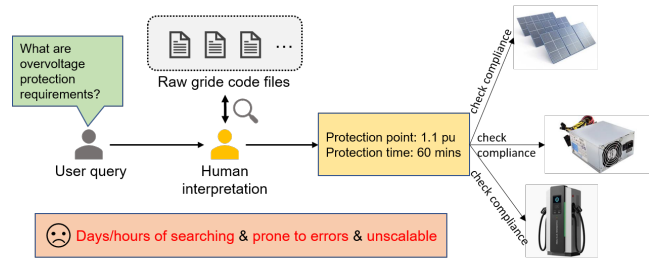 What are
overvoltage
protection
requirements?
Raw gride code files
...
User query
Human
interpretation
Protection point: 1.1 pu
Protection time: 60 mins
check compliance
check
compliance
check compliance
Days/hours of searching & prone to errors & unscalable